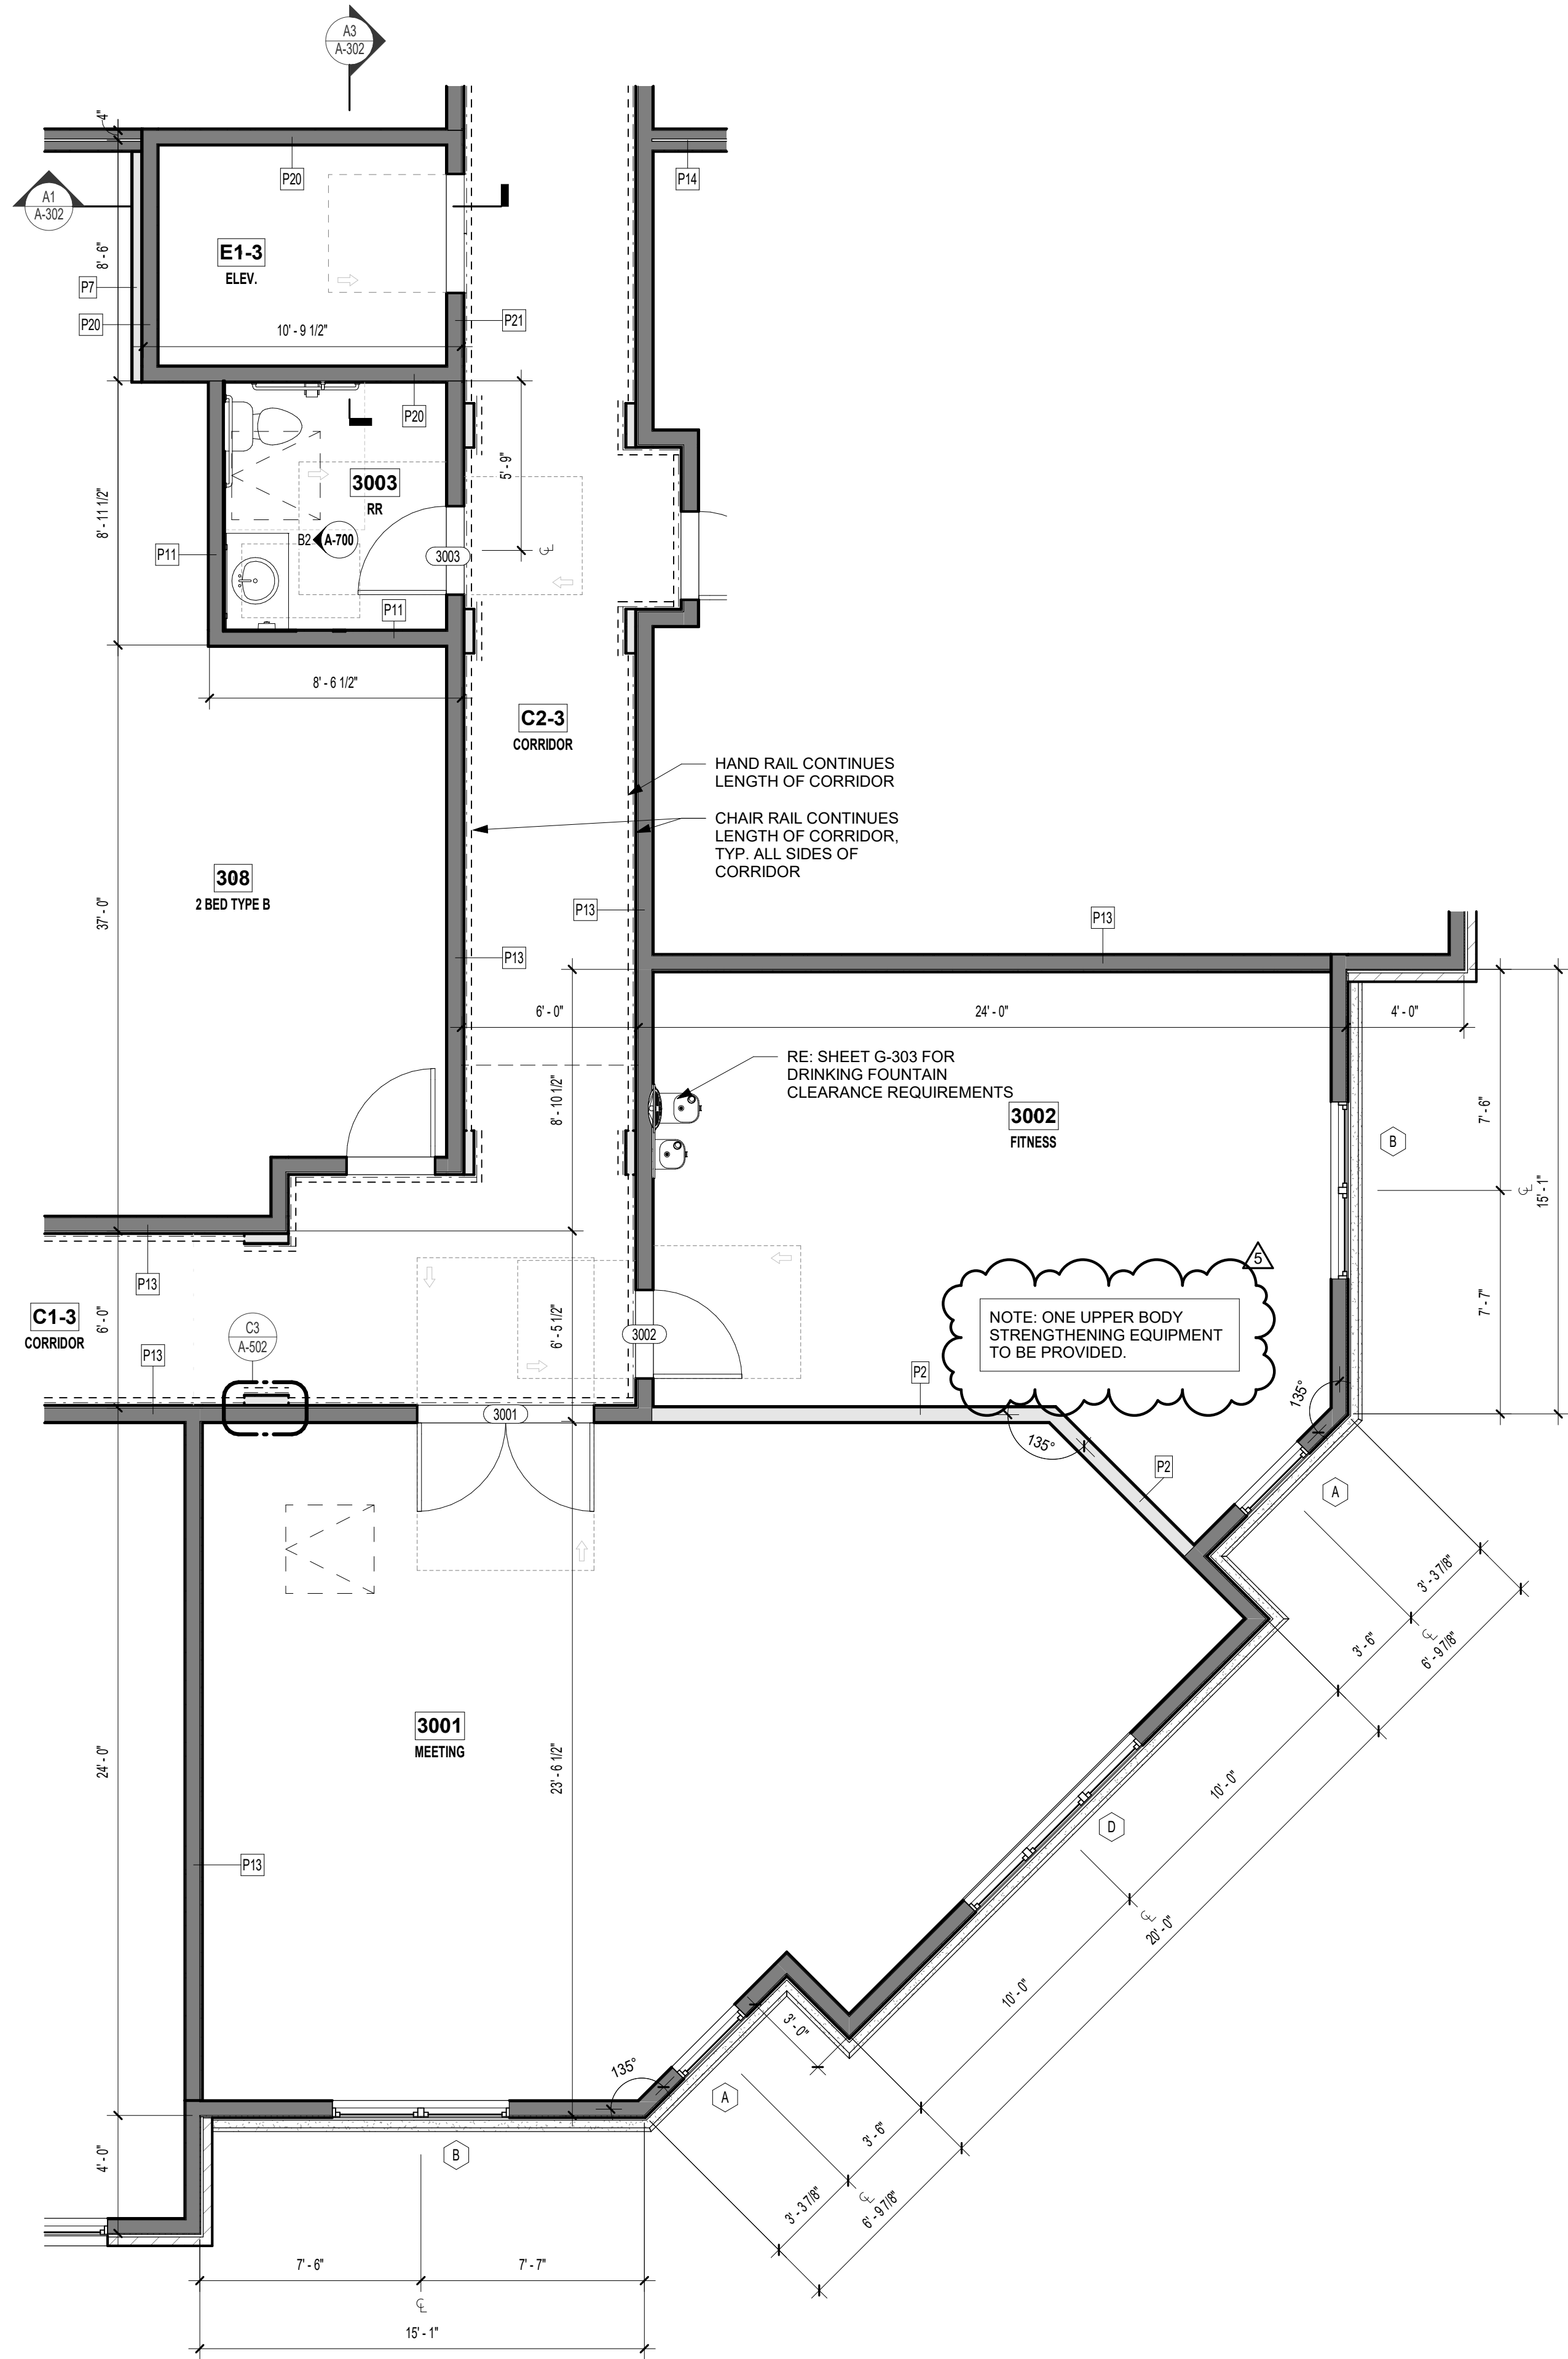 A3
A-302
4"
P20
P14
A1
A-302
E1-3
ELEV.
8' - 6"
P7
P20
P21
10' - 9 1/2"
P20
5' - 9"
3003
RR
8' - 11 1/2"
B2
A-700
P11
3003
P11
8' - 6 1/2"
C2-3
CORRIDOR
HAND RAIL CONTINUES
LENGTH OF CORRIDOR
CHAIR RAIL CONTINUES
LENGTH OF CORRIDOR,
TYP. ALL SIDES OF
CORRIDOR
308
2 BED TYPE B
37' - 0"
P13
P13
P13
6' - 0"
24' - 0"
4' - 0"
RE: SHEET G-303 FOR
DRINKING FOUNTAIN
CLEARANCE REQUIREMENTS
8' - 10 1/2"
3002
FITNESS
7' - 6"
B
15' - 1"
P13
5
C1-3
CORRIDOR
6' - 0"
C3
A-502
6' - 5 1/2"
3002
NOTE: ONE UPPER BODY
STRENGTHENING EQUIPMENT
TO BE PROVIDED.
7' - 7"
P13
P2
135°
3001
135°
P2
A
3' - 3 7/8"
3' - 6"
6' - 9 7/8"
3001
MEETING
24' - 0"
23' - 6 1/2"
10' - 0"
D
P13
20' - 0"
10' - 0"
3' - 0"
135°
A
B
4' - 0"
3' - 6"
3' - 3 7/8"
6' - 9 7/8"
7' - 6"
7' - 7"
15' - 1"